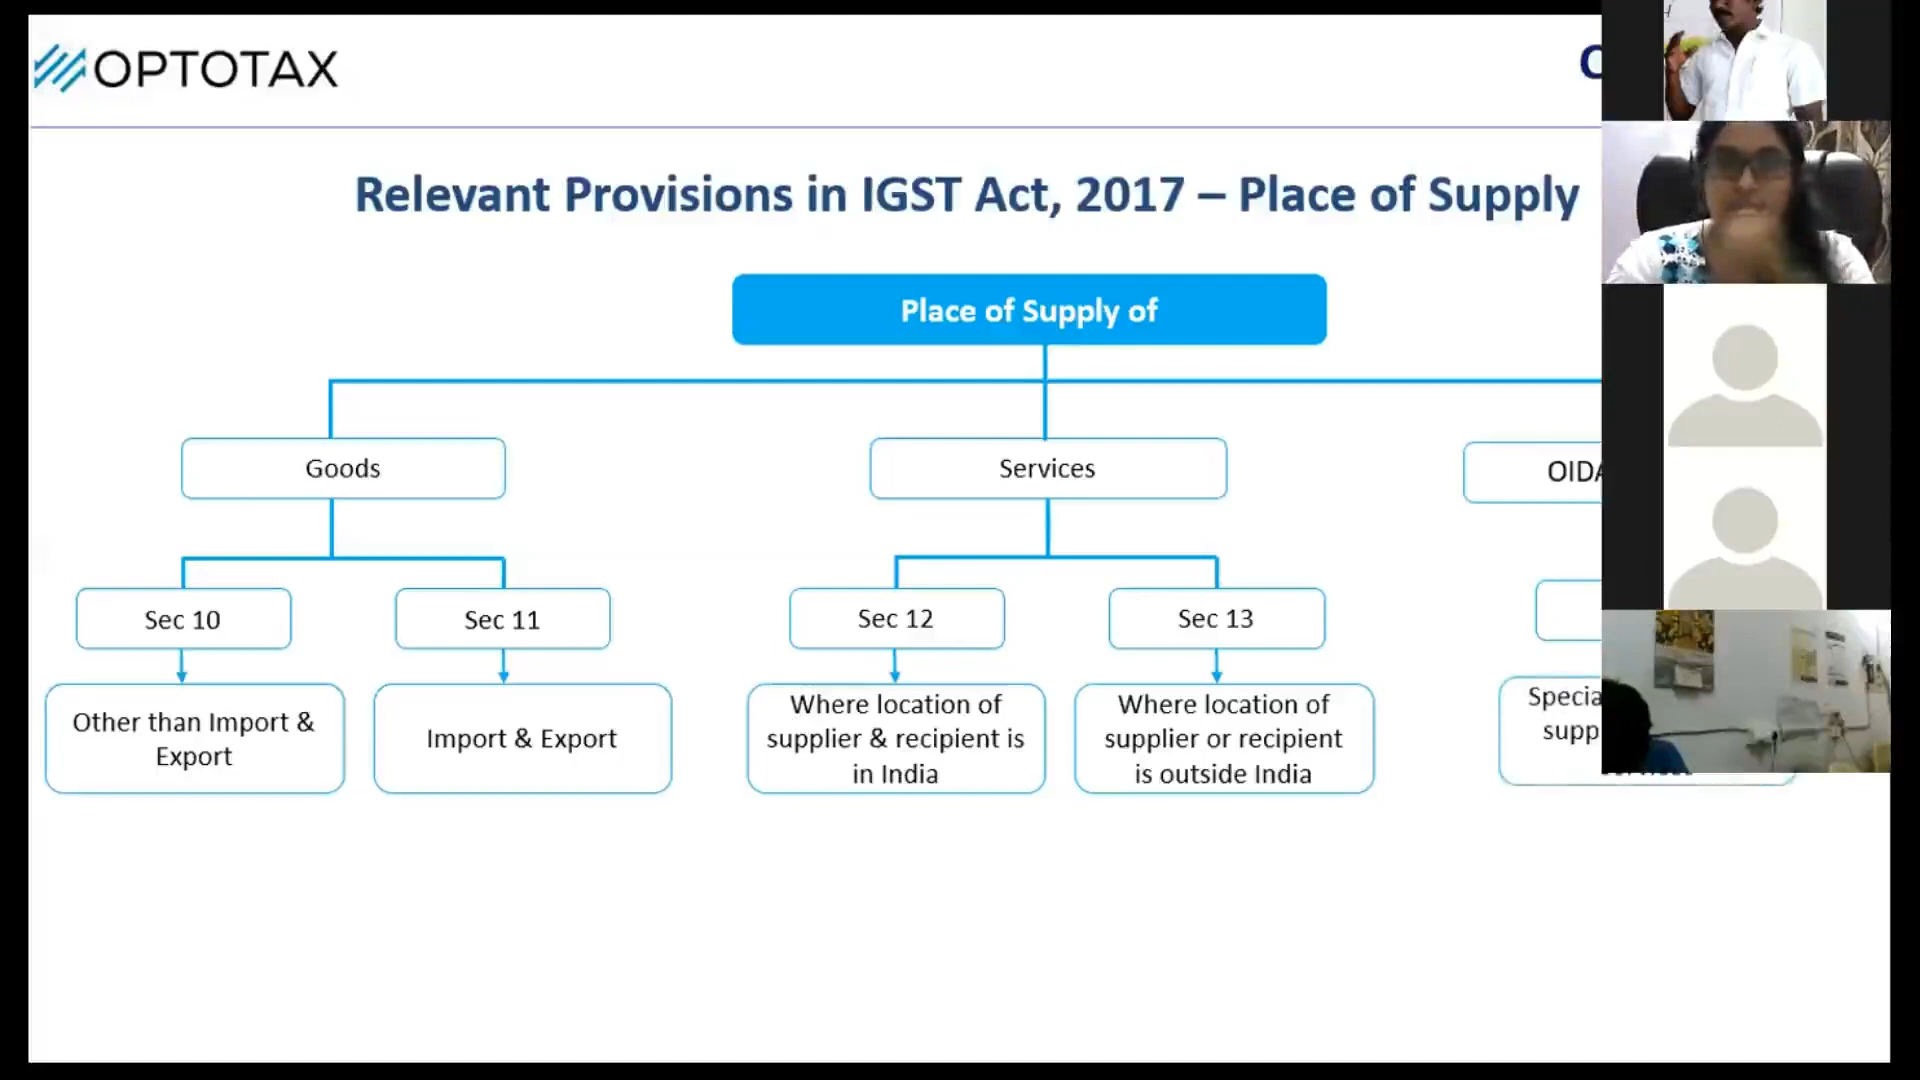 OPTOTAX
Relevant Provisions in IGST Act, 2017 – Place of Supply
Place of Supply of
Goods
Services
Sec 10
Sec 11
Sec 12
Sec 13
Other than Import &
Export
Import & Export
Where location of
supplier & recipient is
in India
Where location of
supplier or recipient
is outside India